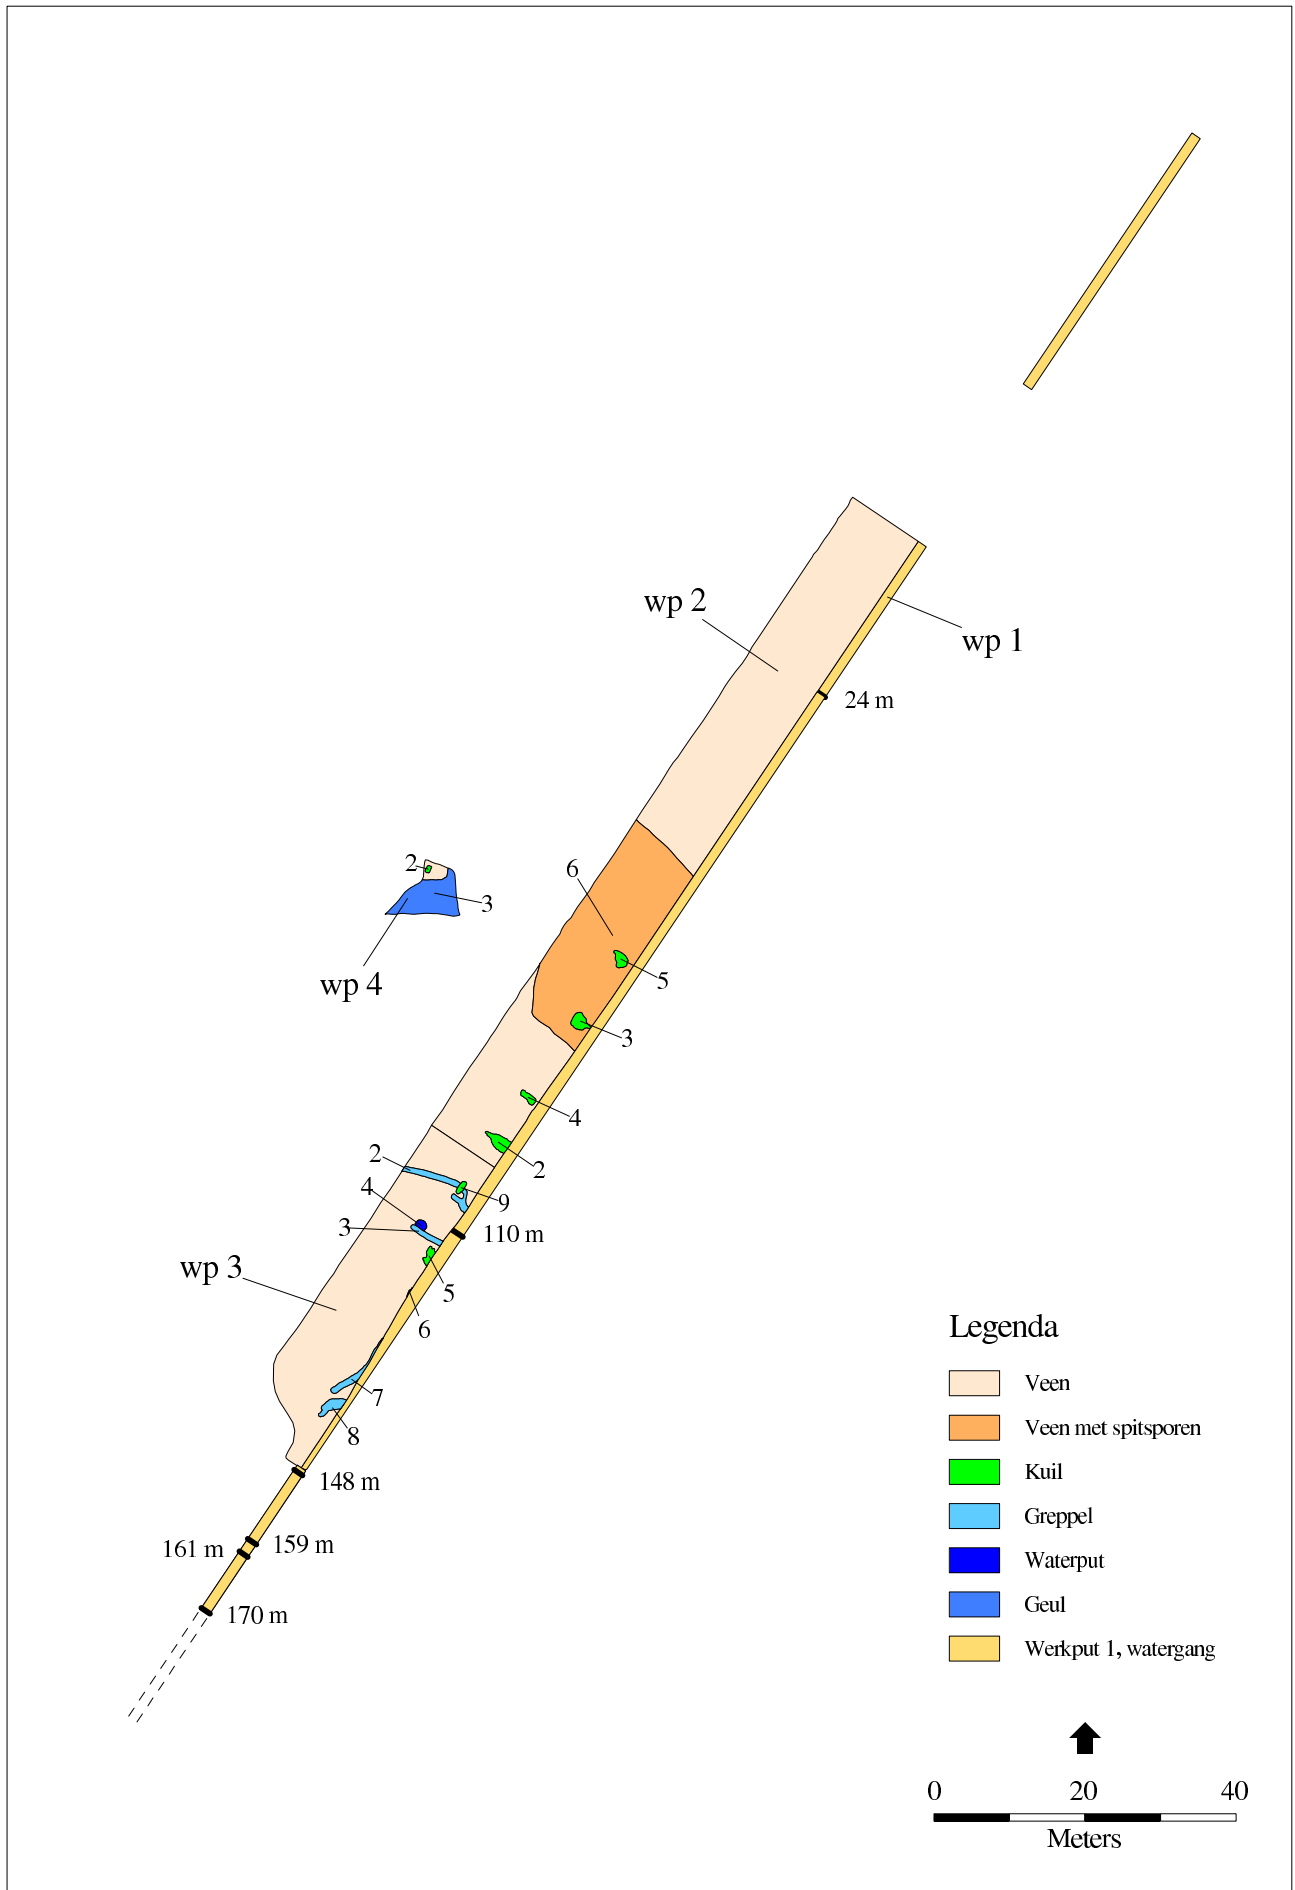 wp 2
wp 1
24 m
2
6
3
5
wp 4
3
4
2
2
4
9
3
110 m
wp 3
5
6
7
8
148 m
159 m
161 m
170 m
Legenda
Veen
Veen met spitsporen
Kuil
Greppel
Waterput
Geul
Werkput 1, watergang
0 20 40
Meters